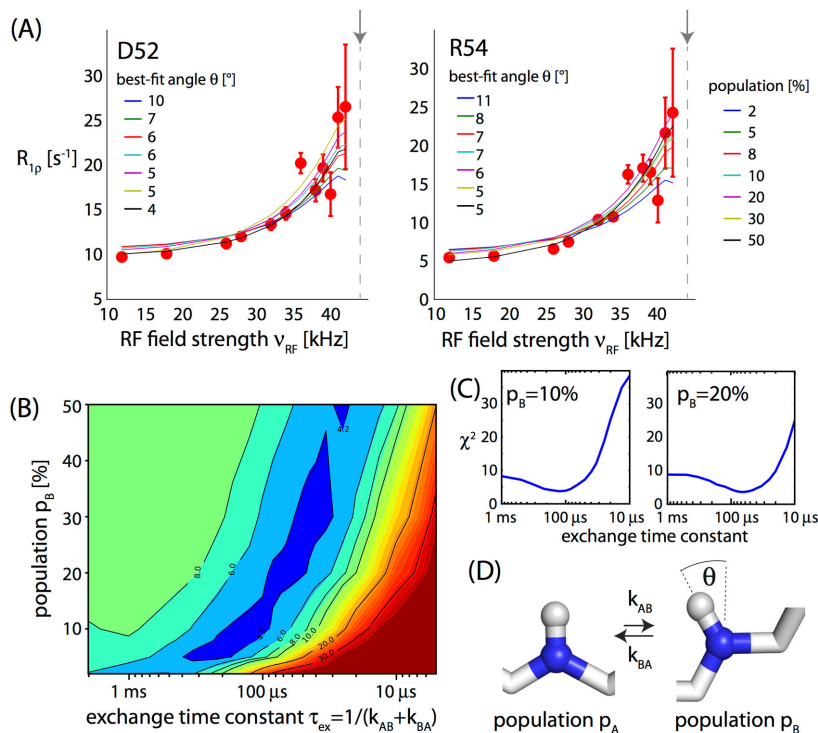 (A)
D52
best-fit angle θ [°]
10
7
6
6
5
5
4
R1ρ [s-1]
30
25
20
15
10
5
10 15 20 25 30 35 40
RF field strength νRF [kHz]
R54
best-fit angle θ [°]
11
8
7
7
6
5
5
30
25
20
15
10
5
0
10 15 20 25 30 35 40
RF field strength νRF [kHz]
population [%]
2
5
8
10
20
30
50
(B)
population pB [%]
50
40
30
20
10
4.2
8.0
6.0
6.0
8.0
10.0
20.0
30.0
1 ms 100 μs 10 μs
exchange time constant τex=1/(kAB+kBA)
(C)
pB=10%
χ2
30
20
10
0
1 ms 100 μs 10 μs
pB=20%
30
20
10
0
1 ms 100 μs 10 μs
exchange time constant
(D)
θ
kAB
kBA
population pA
population pB